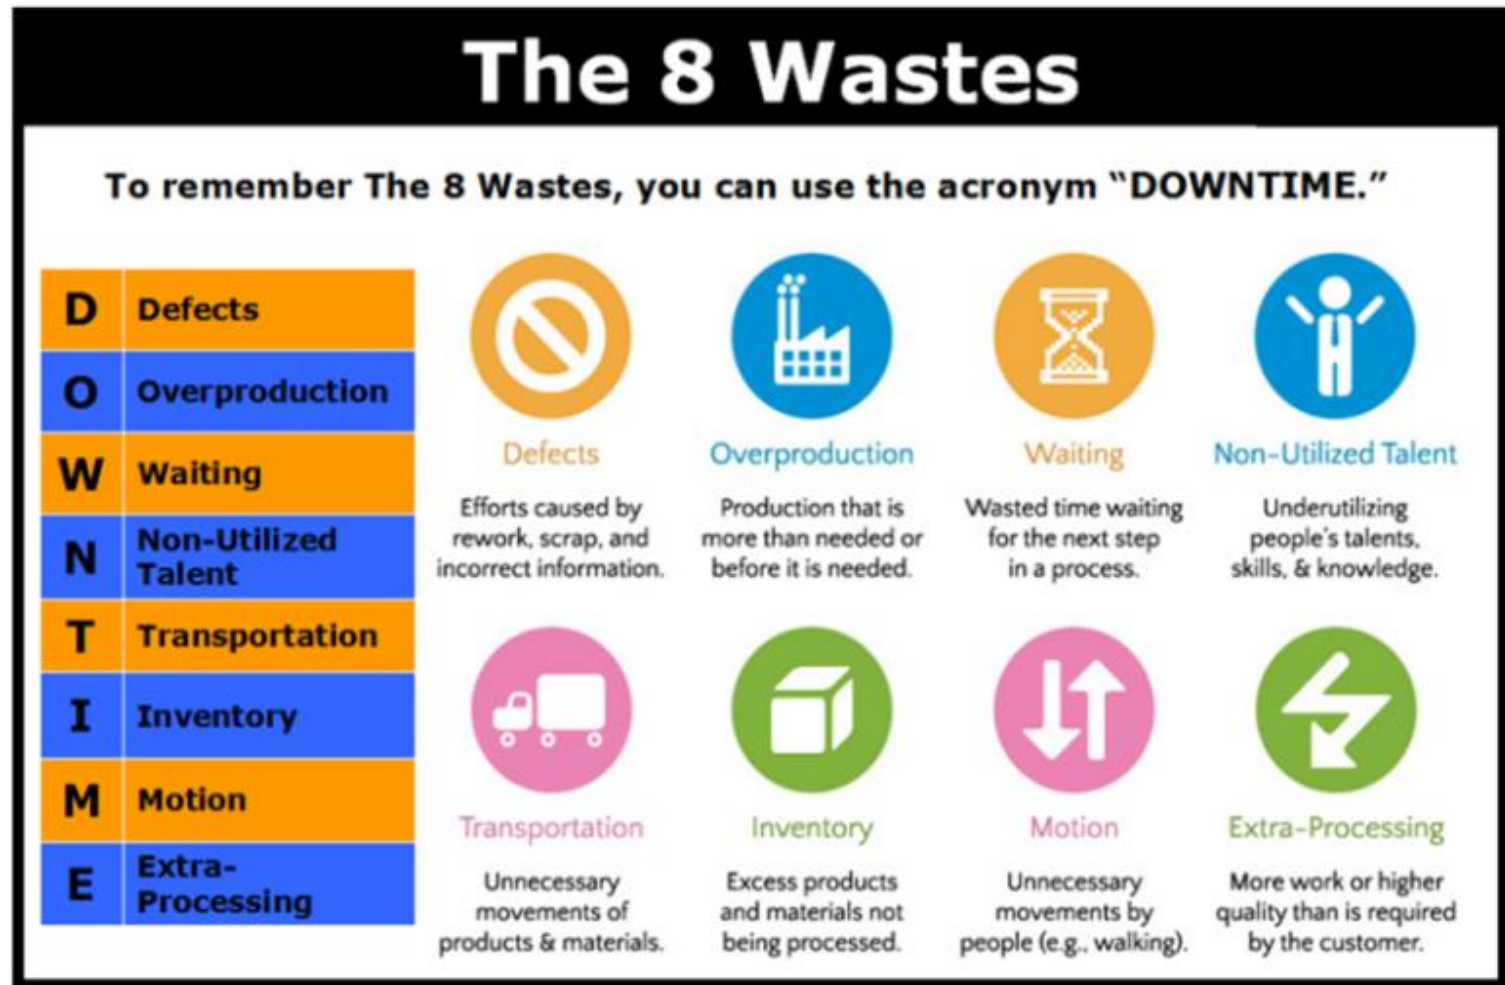 The 8 Wastes
To remember The 8 Wastes, you can use the acronym “DOWNTIME.”
D Defects
O Overproduction
W Waiting
N Non-Utilized
Talent
T Transportation
I Inventory
M Motion
E Extra-
Processing
Defects
Efforts caused by
rework, scrap, and
incorrect information.
Overproduction
Production that is
more than needed or
before it is needed.
Waiting
Wasted time waiting
for the next step
in a process.
Non-Utilized Talent
Underutilizing
people’s talents,
skills, & knowledge.
Transportation
Unnecessary
movements of
products & materials.
Inventory
Excess products
and materials not
being processed.
Motion
Unnecessary
movements by
people (e.g., walking).
Extra-Processing
More work or higher
quality than is required
by the customer.